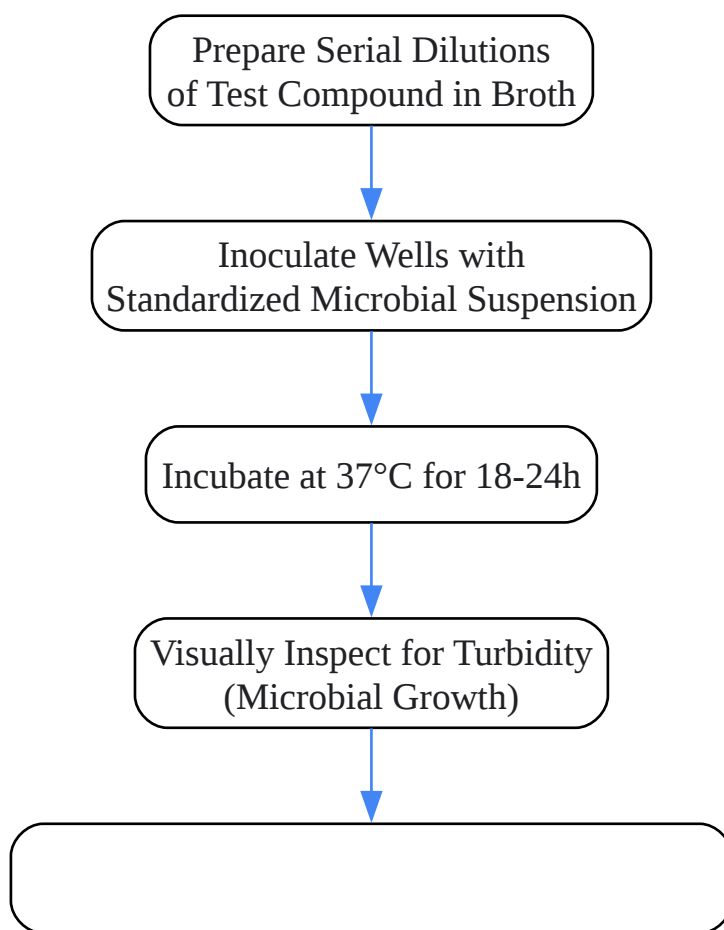 Prepare Serial Dilutions
of Test Compound in Broth
Inoculate Wells with
Standardized Microbial Suspension
Incubate at 37°C for 18-24h
Visually Inspect for Turbidity
(Microbial Growth)